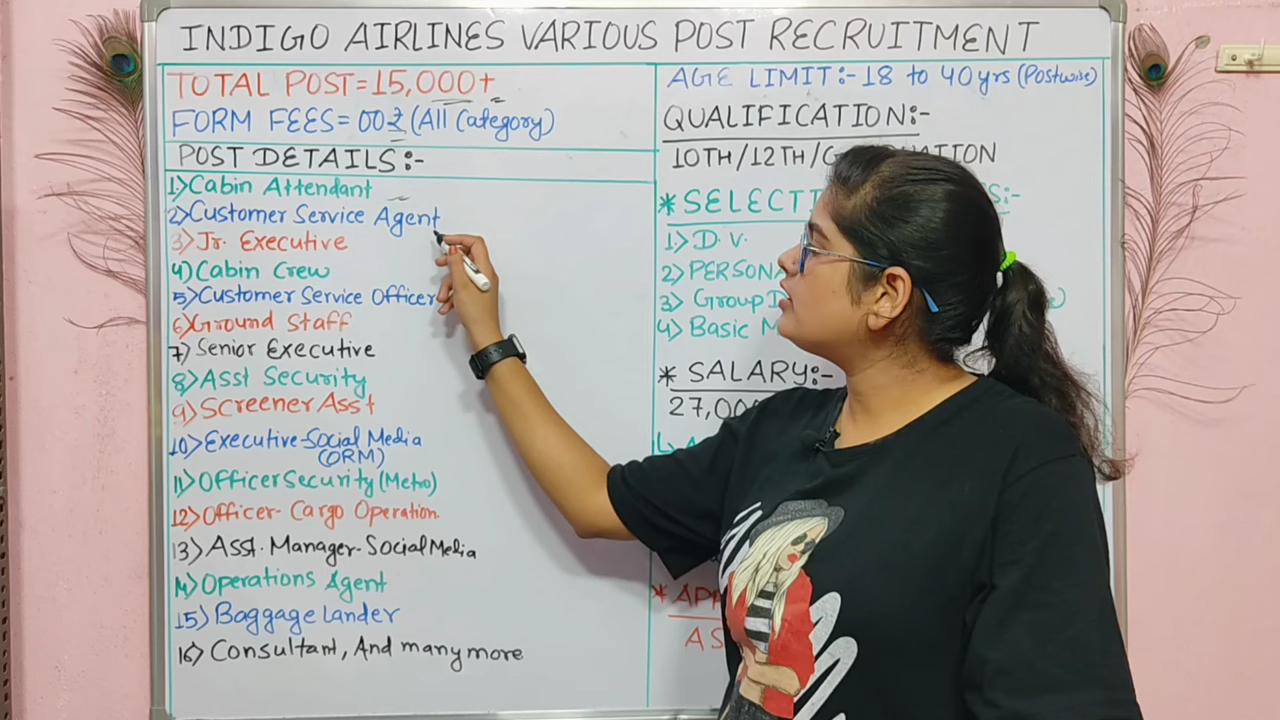 INDIGO AIRLINES VARIOUS POST RECRUITMENT
TOTAL POST=15,000+
FORM FEES= 00₹ (All Category)
POST DETAILS:-
1>Cabin Attendant
2>Customer Service Agent
3>Jr. Executive
4)Cabin Crew
5>Customer Service Officer
6>Ground Staff
7) Senior Executive
8>Asst Security
9>Screener Asst
10>Executive-Social Media
(ORM)
11>Officer Security (Metro)
12>Officer- Cargo Operation.
13) Asst. Manager-Social Media
14>Operations Agent
15) Baggage Lander
16> Consultant, And many more
AGE LIMIT:- 18 to 40 yrs (Postwise)
QUALIFICATION:-
10TH/12TH/
*
1.> D.V.
2>
3> Group
4> Basic
* SALARY:-
*